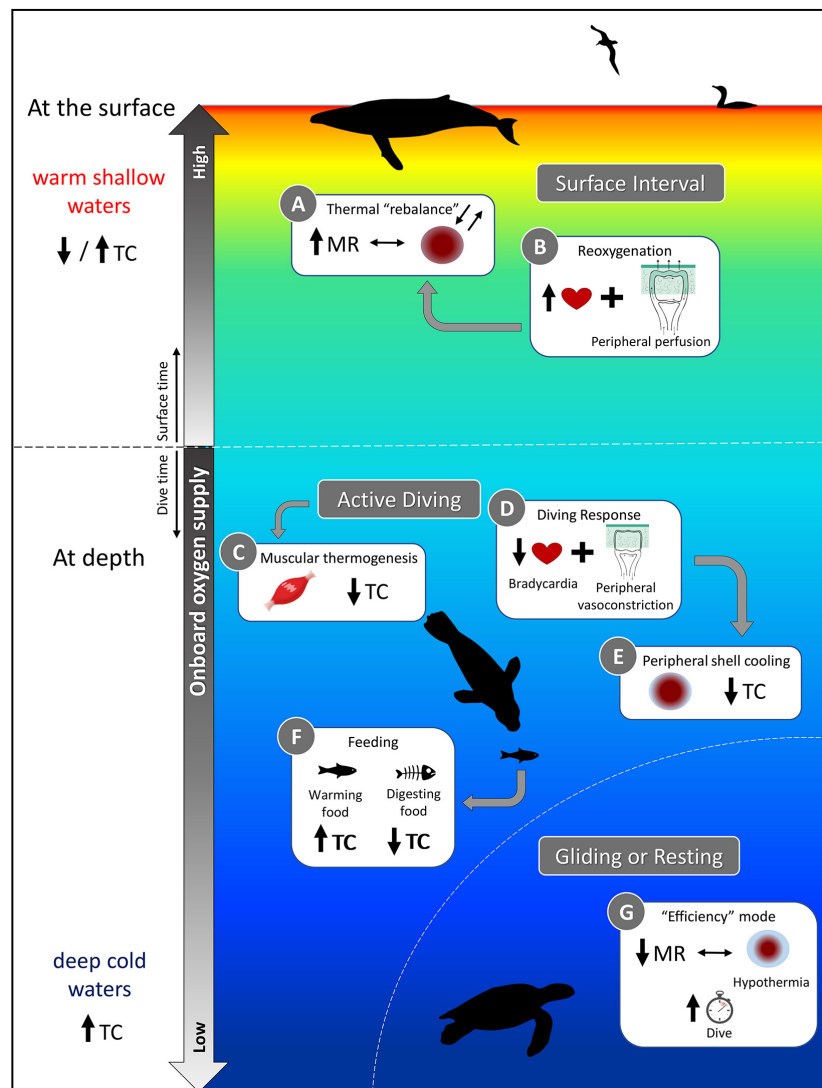 At the surface
High
warm shallow
waters
↓ / ↑ TC
Surface Interval
A
Thermal “rebalance”
↑ MR ↔
B
Reoxygenation
↑ +
Peripheral perfusion
Surface time
Dive time
Onboard oxygen supply
At depth
Active Diving
C
Muscular thermogenesis
↓ TC
D
Diving Response
↓ +
Bradycardia
Peripheral
vasoconstriction
E
Peripheral shell cooling
↓ TC
F
Feeding
Warming
food
↑ TC
Digesting
food
↓ TC
Gliding or Resting
G
“Efficiency” mode
↓ MR ↔
Hypothermia
↑
Dive
deep cold
waters
↑ TC
Low